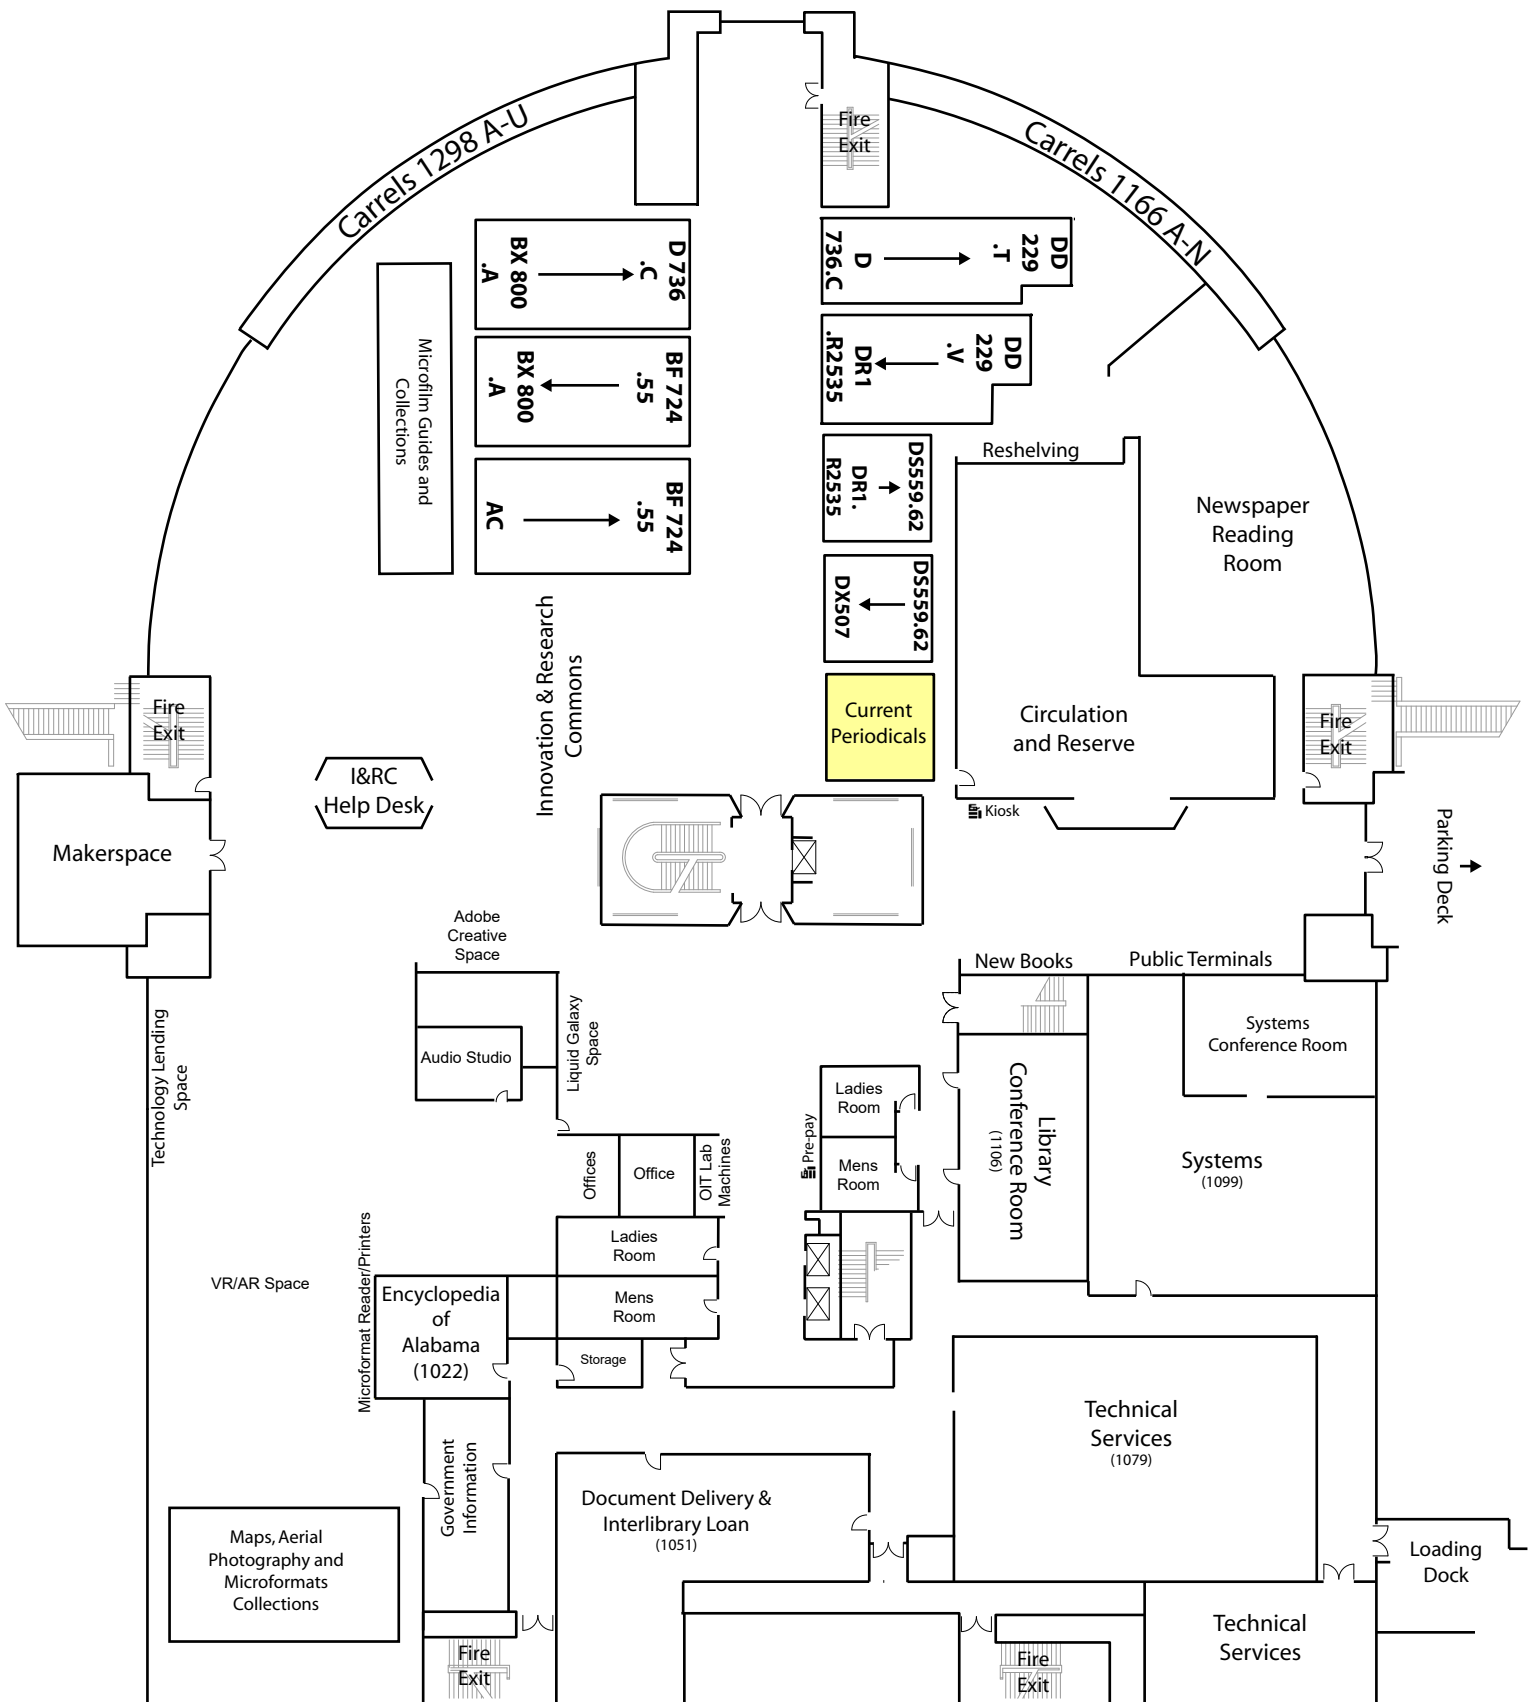 Fire
Exit
Carrels 1298 A-U
Carrels 1166 A-N
BX 800
.A
D 736
.C
D
736.C
DD
229
.T
Microfilm Guides and
Collections
BX 800
.A
BF 724
.55
DR1
.R2535
DD
229
.V
AC
BF 724
.55
DR1.
R2535
DS559.62
Reshelving
Newspaper
Reading
Room
DX507
DS559.62
Innovation & Research
Commons
Current
Periodicals
Circulation
and Reserve
Fire
Exit
Fire
Exit
I&RC
Help Desk
Kiosk
Makerspace
Parking Deck
Adobe
Creative
Space
New Books
Public Terminals
Technology Lending
Space
Audio Studio
Liquid Galaxy
Space
Systems
Conference Room
Ladies
Room
Mens
Room
Pre-pay
Library
Conference Room
(1106)
Systems
(1099)
Offices
Office
OIT Lab
Machines
Ladies
Room
Mens
Room
Storage
VR/AR Space
Microformat Reader/Printers
Encyclopedia
of
Alabama
(1022)
Technical
Services
(1079)
Government
Information
Document Delivery &
Interlibrary Loan
(1051)
Maps, Aerial
Photography and
Microformats
Collections
Loading
Dock
Fire
Exit
Fire
Exit
Technical
Services